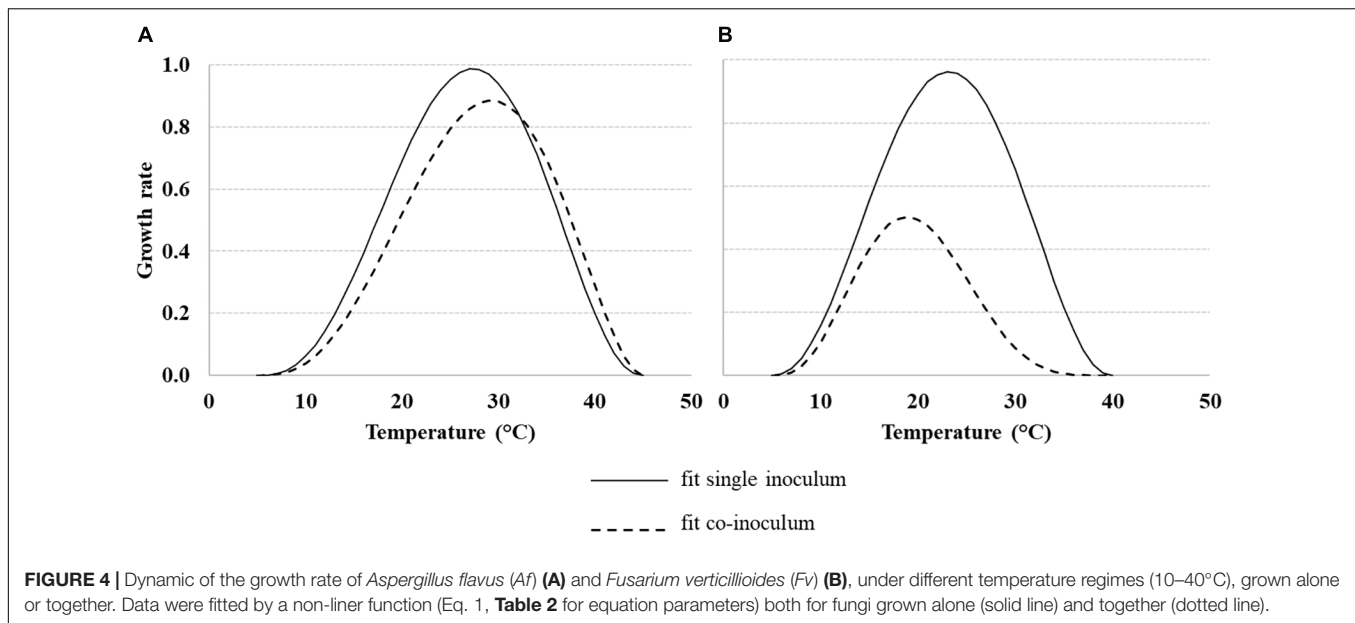 A
B
1.0
0.8
0.6
0.4
0.2
0.0
Growth rate
0 10 20 30 40 50
0 10 20 30 40 50
Temperature (°C)
Temperature (°C)
fit single inoculum
fit co-inoculum
FIGURE 4 | Dynamic of the growth rate of Aspergillus flavus (Af) (A) and Fusarium verticillioides (Fv) (B), under different temperature regimes (10–40°C), grown alone
or together. Data were fitted by a non-liner function (Eq. 1, Table 2 for equation parameters) both for fungi grown alone (solid line) and together (dotted line).